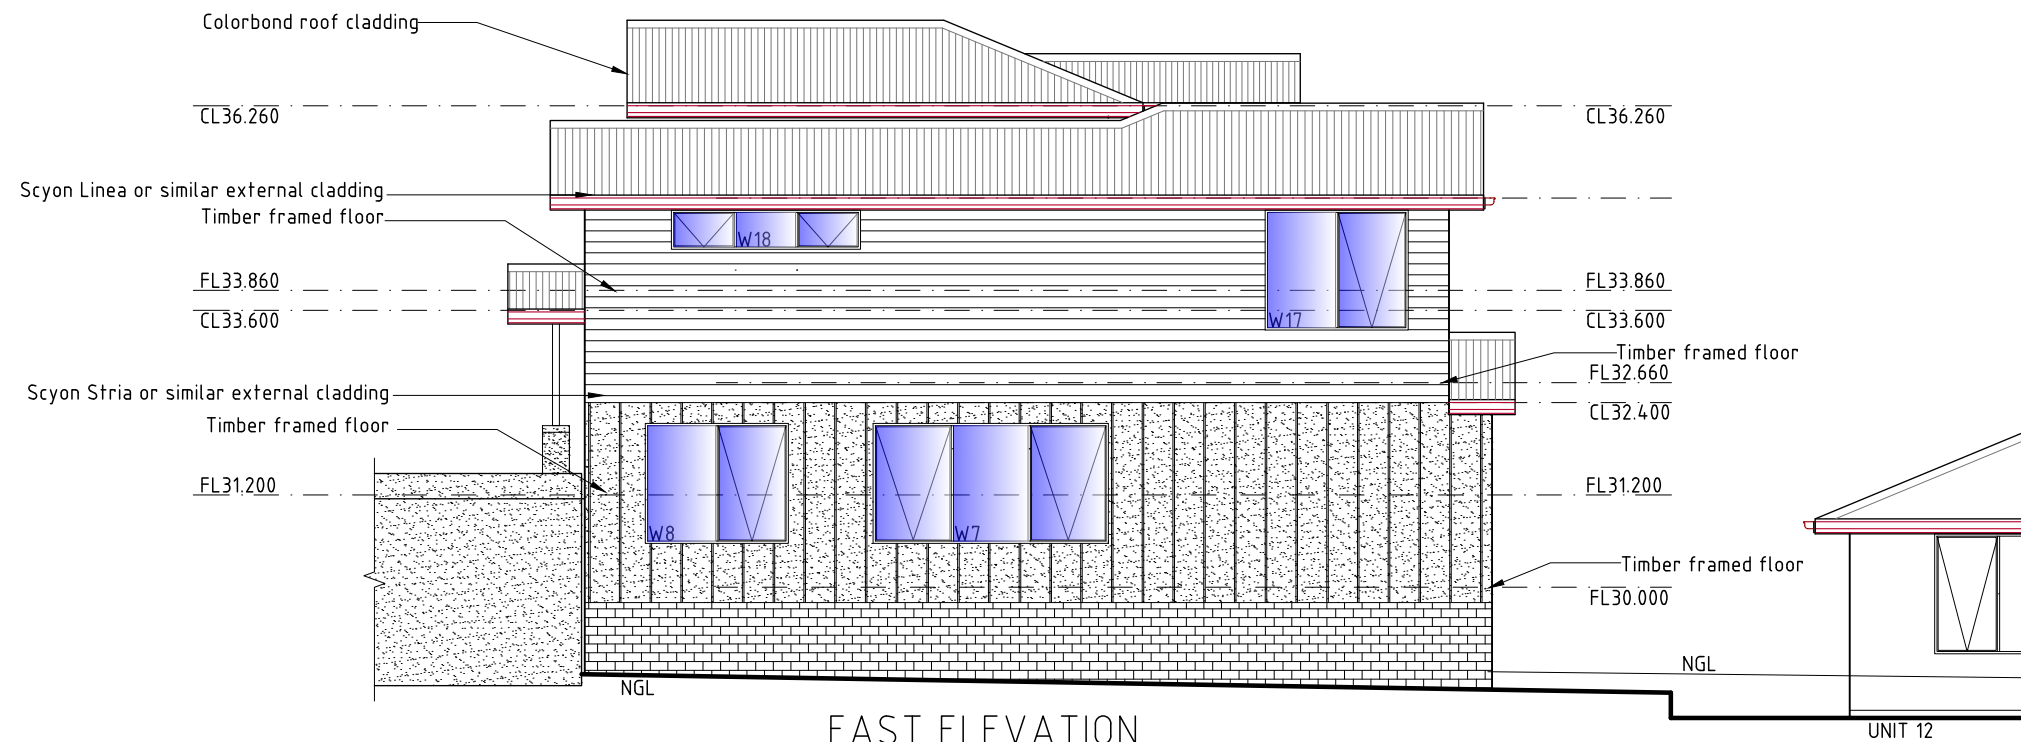 Colorbond roof cladding
CL36.260
CL36.260
Scyon Linea or similar external cladding
Timber framed floor
W18
FL33.860
FL33.860
CL33.600
W17
CL33.600
Timber framed floor
FL32.660
Scyon Stria or similar external cladding
CL32.400
Timber framed floor
FL31.200
FL31.200
W8
W7
Timber framed floor
FL30.000
NGL
NGL
EAST ELEVATION
UNIT 12